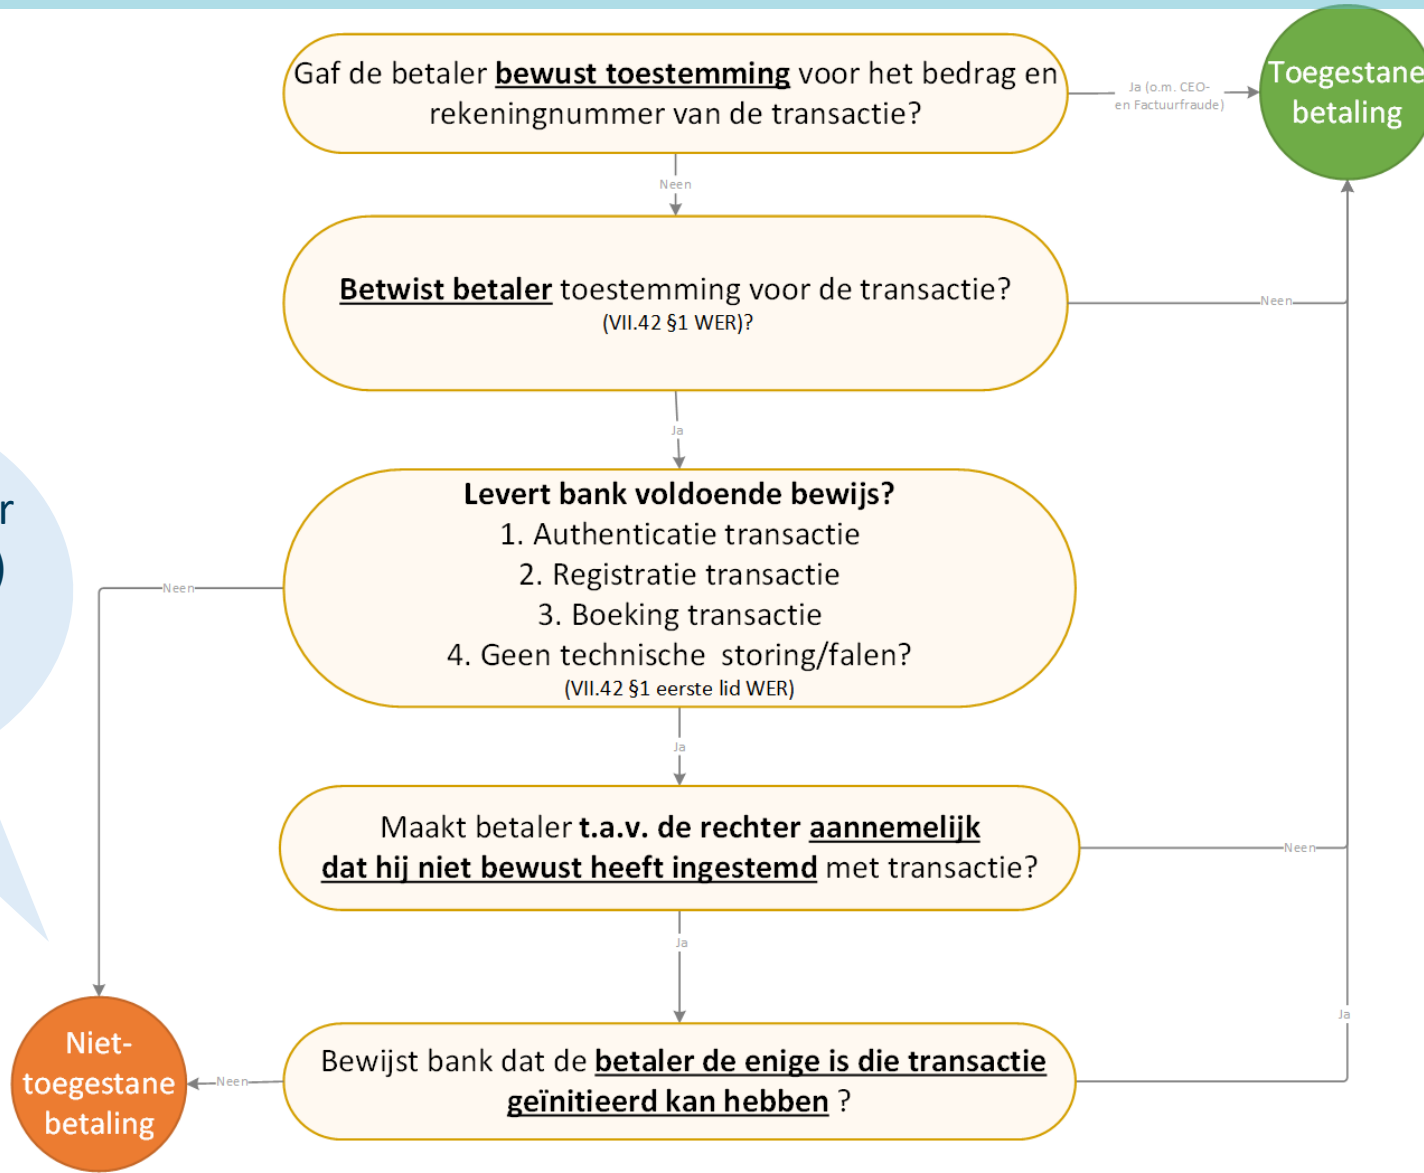 Gaf de betaler bewust toestemming voor het bedrag en
rekeningnummer van de transactie?
Ja (o.m. CEO-
en Factuurfraude)
Toegestane
betaling
Neen
Betwist betaler toestemming voor de transactie?
(VII.42 §1 WER)?
Neen
Ja
r
)
Levert bank voldoende bewijs?
1. Authenticatie transactie
2. Registratie transactie
3. Boeking transactie
4. Geen technische storing/falen?
(VII.42 §1 eerste lid WER)
Neen
Ja
Maakt betaler t.a.v. de rechter aannemelijk
dat hij niet bewust heeft ingestemd met transactie?
Neen
Ja
Ja
Bewijst bank dat de betaler de enige is die transactie
geïnitieerd kan hebben ?
Neen
Niet-
toegestane
betaling